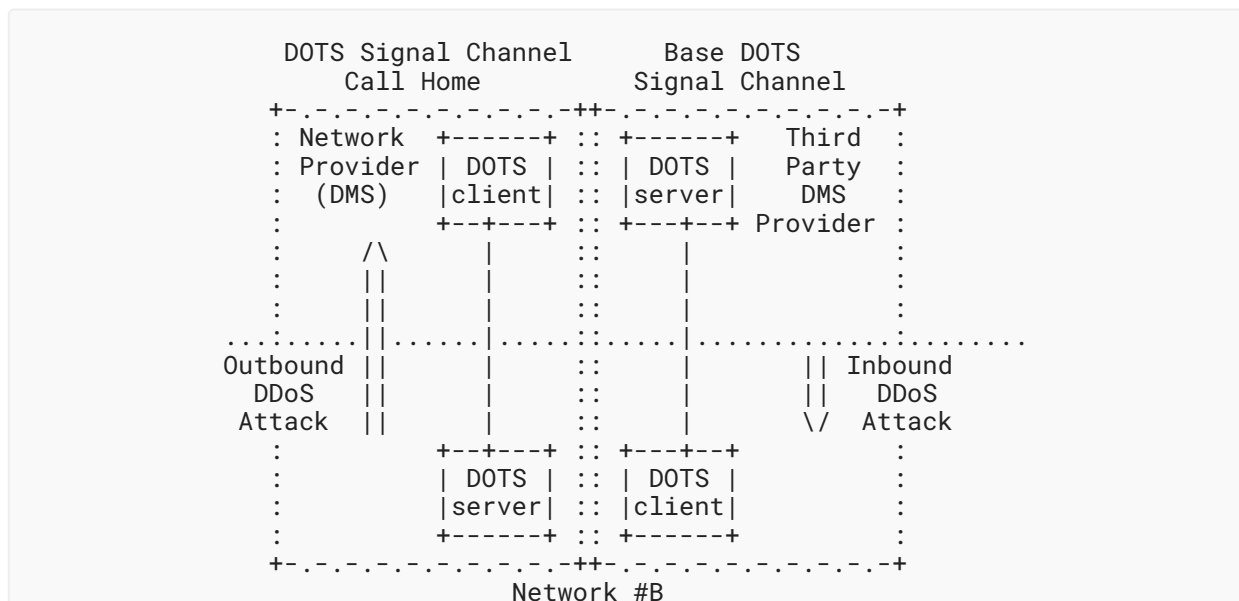 DOTS Signal Channel      Base DOTS
                  Call Home          Signal Channel
             +-.-.-.-.-.-.-.-.-.-++-.-.-.-.-.-.-.-.-.-+
             : Network  +------+ :: +------+   Third  :
             : Provider | DOTS | :: | DOTS |   Party  :
             :  (DMS)   |client| :: |server|    DMS   :
             :          +--+---+ :: +---+--+ Provider :
             :     /\      |     ::     |             :
             :     ||      |     ::     |             :
             :     ||      |     ::     |             :
          ...:.....||......|.....::.....|.............:........
          Outbound ||      |     ::     |       || Inbound
            DDoS   ||      |     ::     |       ||  DDoS
           Attack  ||      |     ::     |       \/  Attack
             :          +--+---+ :: +---+--+          :
             :          | DOTS | :: | DOTS |          :
             :          |server| :: |client|          :
             :          +------+ :: +------+          :
             +-.-.-.-.-.-.-.-.-.-++-.-.-.-.-.-.-.-.-.-+
                             Network #B